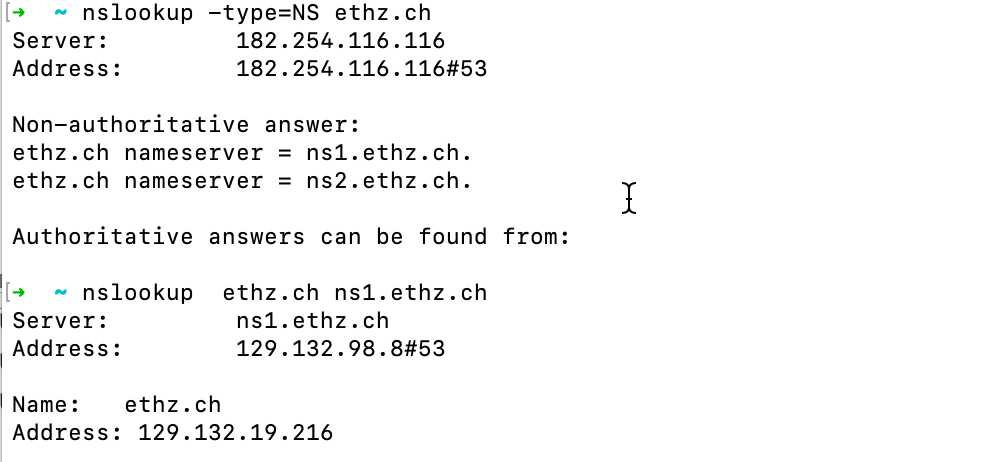 [➜  ~ nslookup -type=NS ethz.ch
Server:         182.254.116.116
Address:        182.254.116.116#53
Non-authoritative answer:
ethz.ch nameserver = ns1.ethz.ch.
ethz.ch nameserver = ns2.ethz.ch.
Authoritative answers can be found from:
[➜  ~ nslookup  ethz.ch ns1.ethz.ch
Server:         ns1.ethz.ch
Address:        129.132.98.8#53
Name:   ethz.ch
Address: 129.132.19.216